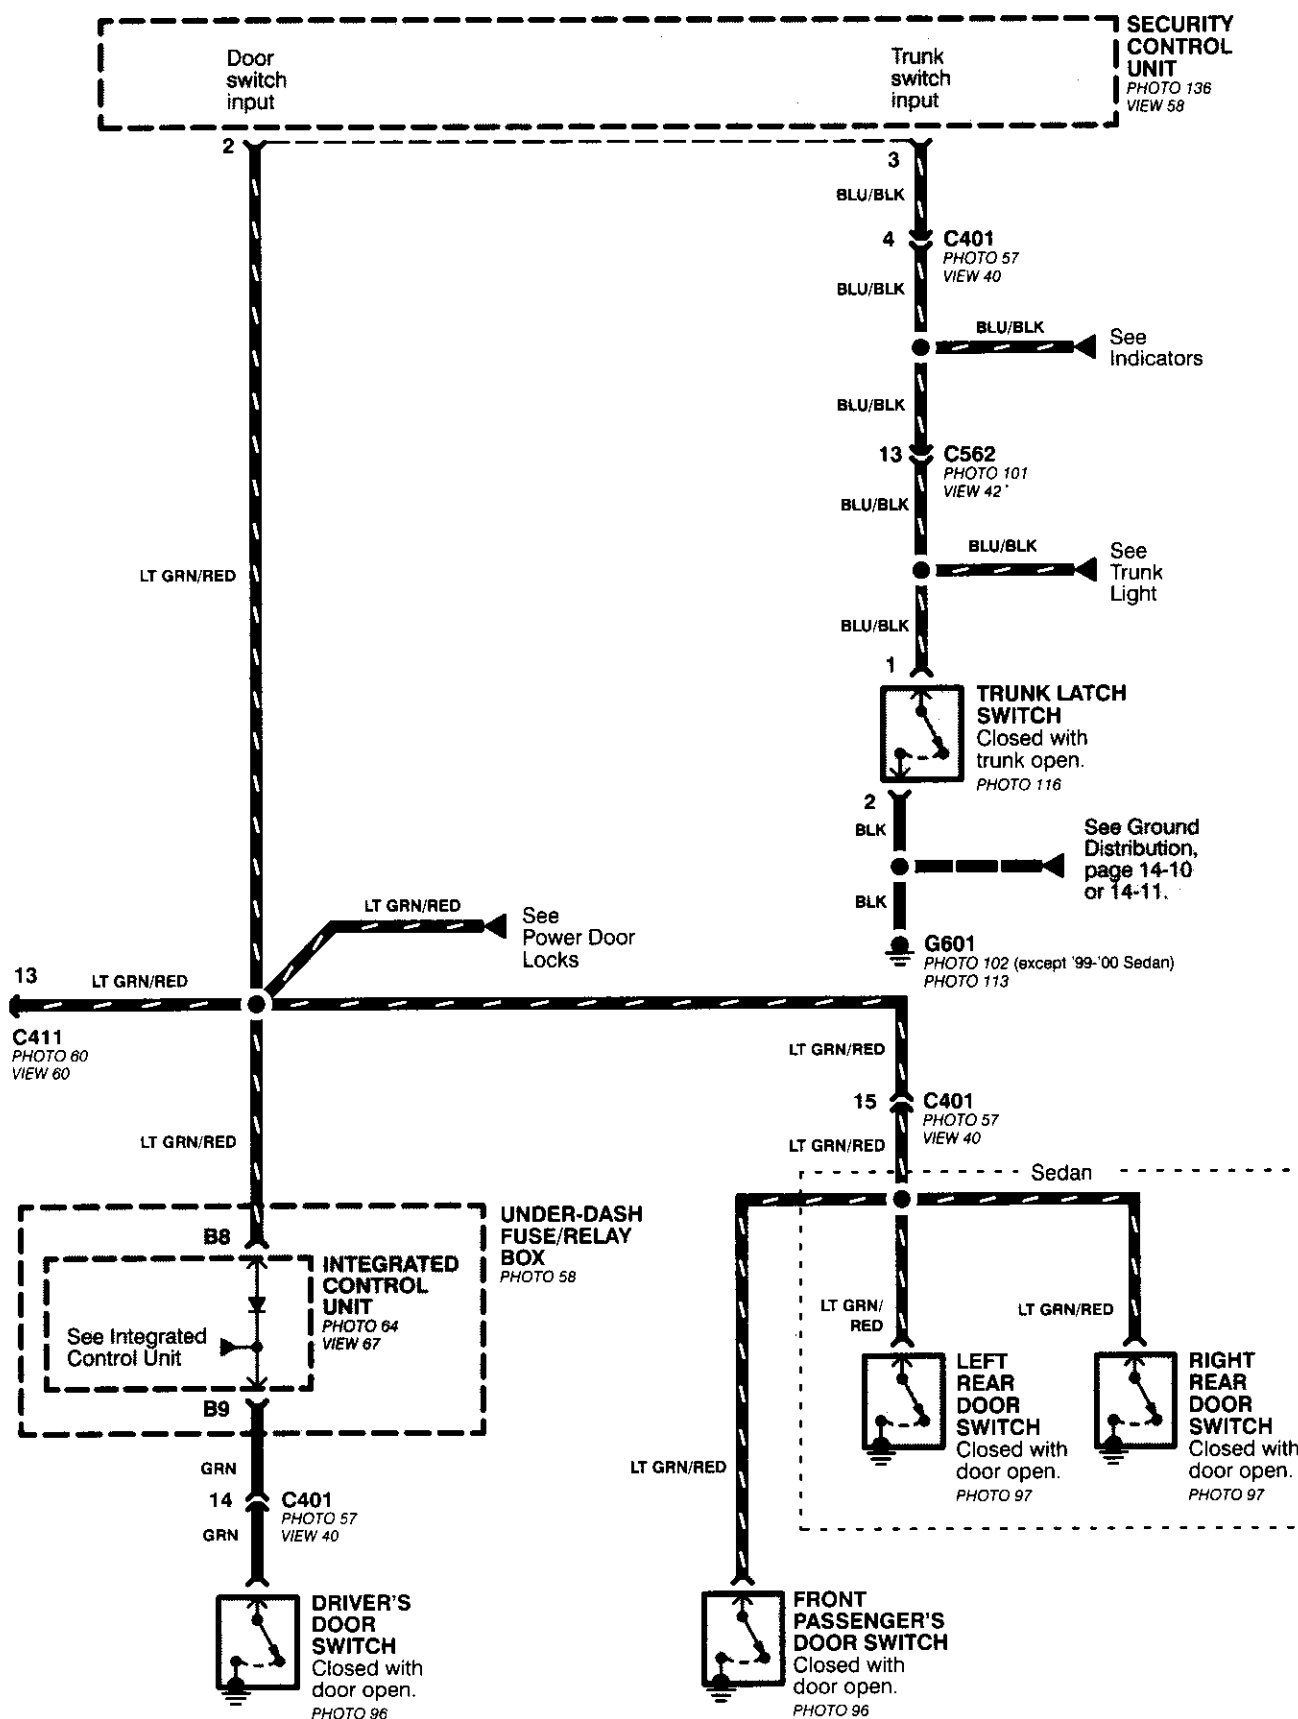 SECURITY
CONTROL
UNIT
PHOTO 136
VIEW 58
Door
switch
input
Trunk
switch
input
2
3
BLU/BLK
4
C401
PHOTO 57
VIEW 40
BLU/BLK
BLU/BLK
See
Indicators
BLU/BLK
13
C562
PHOTO 101
VIEW 42
BLU/BLK
BLU/BLK
See
Trunk
Light
LT GRN/RED
BLU/BLK
1
TRUNK LATCH
SWITCH
Closed with
trunk open.
PHOTO 116
2
BLK
See Ground
Distribution,
page 14-10
or 14-11.
BLK
G601
PHOTO 102 (except '99-'00 Sedan)
PHOTO 113
LT GRN/RED
See
Power Door
Locks
13
LT GRN/RED
C411
PHOTO 60
VIEW 60
LT GRN/RED
15
C401
PHOTO 57
VIEW 40
LT GRN/RED
LT GRN/RED
Sedan
UNDER-DASH
FUSE/RELAY
BOX
PHOTO 58
B8
INTEGRATED
CONTROL
UNIT
PHOTO 64
VIEW 67
See Integrated
Control Unit
B9
LT GRN/
RED
LT GRN/RED
LEFT
REAR
DOOR
SWITCH
Closed with
door open.
PHOTO 97
RIGHT
REAR
DOOR
SWITCH
Closed with
door open.
PHOTO 97
GRN
LT GRN/RED
14
C401
PHOTO 57
VIEW 40
GRN
DRIVER'S
DOOR
SWITCH
Closed with
door open.
PHOTO 96
FRONT
PASSENGER'S
DOOR SWITCH
Closed with
door open.
PHOTO 96